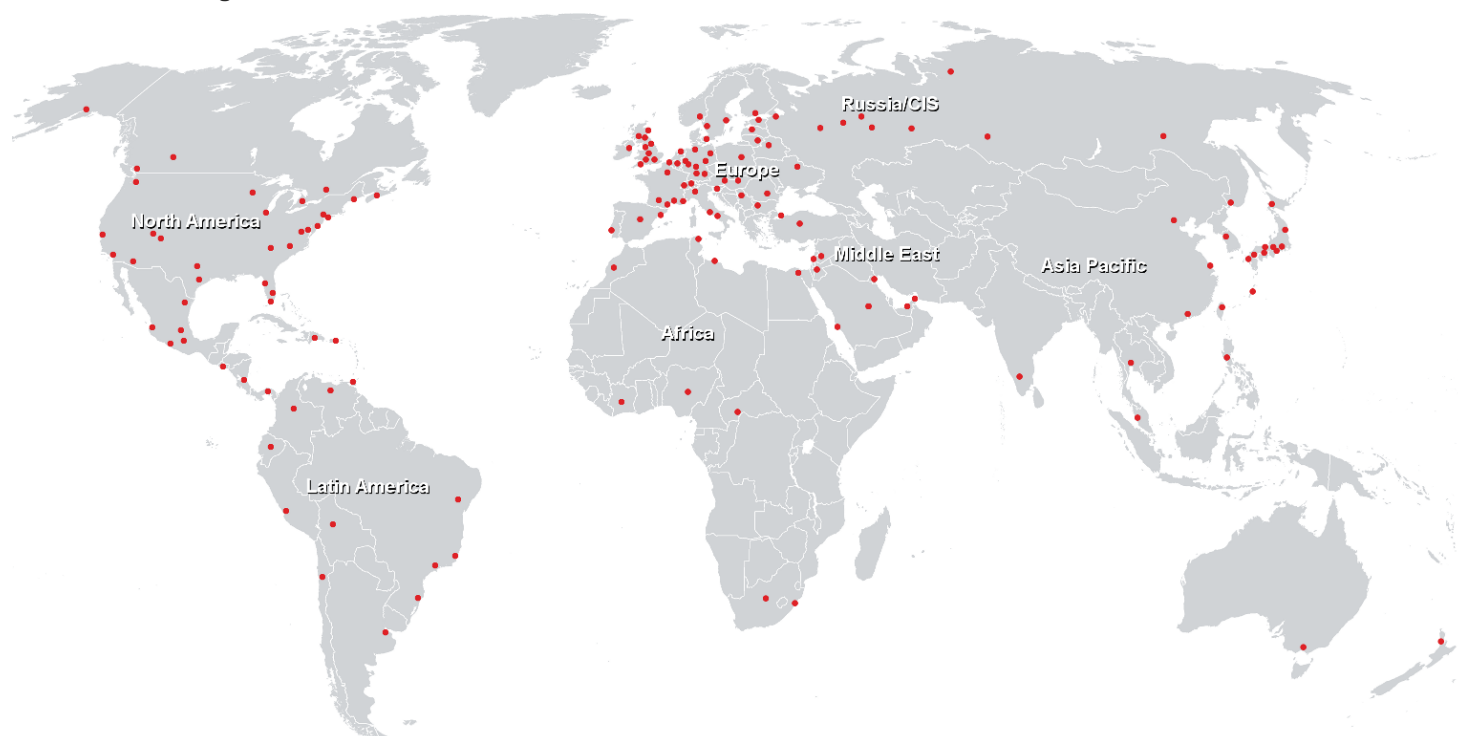 Russia/CIS
Europe
North America
Middle East
Asia Pacific
Africa
Latin America